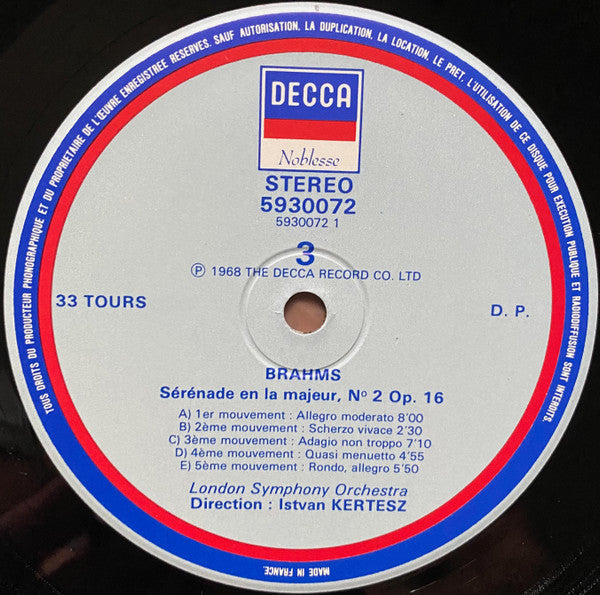 TOUS DROITS DU PRODUCTEUR PHONOGRAPHIQUE ET DU PROPRIETAIRE DE L'ŒUVRE ENREGISTREE RESERVES. SAUF AUTORISATION, LA DUPLICATION, LA LOCATION, LE PRET, L'UTILISATION DE CE DISQUE POUR EXECUTION PUBLIQUE ET RADIODIFFUSION SONT INTERDITS.
DECCA
Noblesse
STEREO
5930072
5930072 1
3
℗ 1968 THE DECCA RECORD CO. LTD
33 TOURS
D. P.
BRAHMS
Sérénade en la majeur, Nº 2 Op. 16
A) 1er mouvement : Allegro moderato 8'00
B) 2ème mouvement : Scherzo vivace 2'30
C) 3ème mouvement : Adagio non troppo 7'10
D) 4ème mouvement : Quasi menuetto 4'55
E) 5ème mouvement : Rondo, allegro 5'50
London Symphony Orchestra
Direction : Istvan KERTESZ
MADE IN FRANCE.